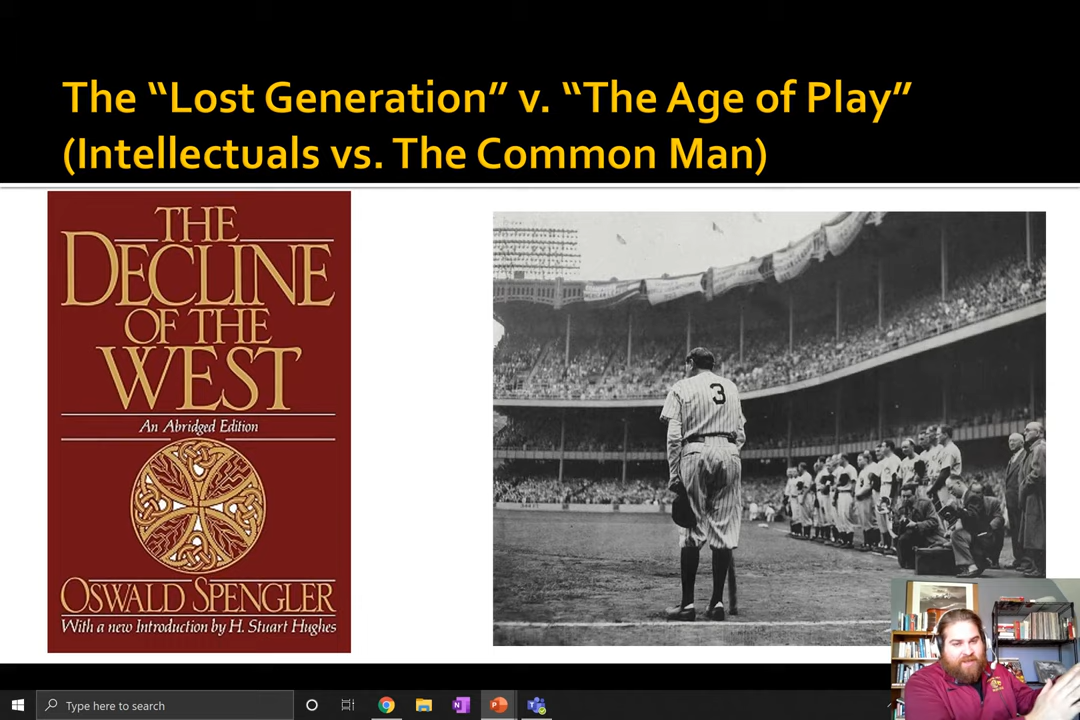 The “Lost Generation” v. “The Age of Play”
(Intellectuals vs. The Common Man)
THE
DECLINE
OF THE
WEST
An Abridged Edition
OSWALD SPENGLER
With a new Introduction by H. Stuart Hughes
3
Type here to search